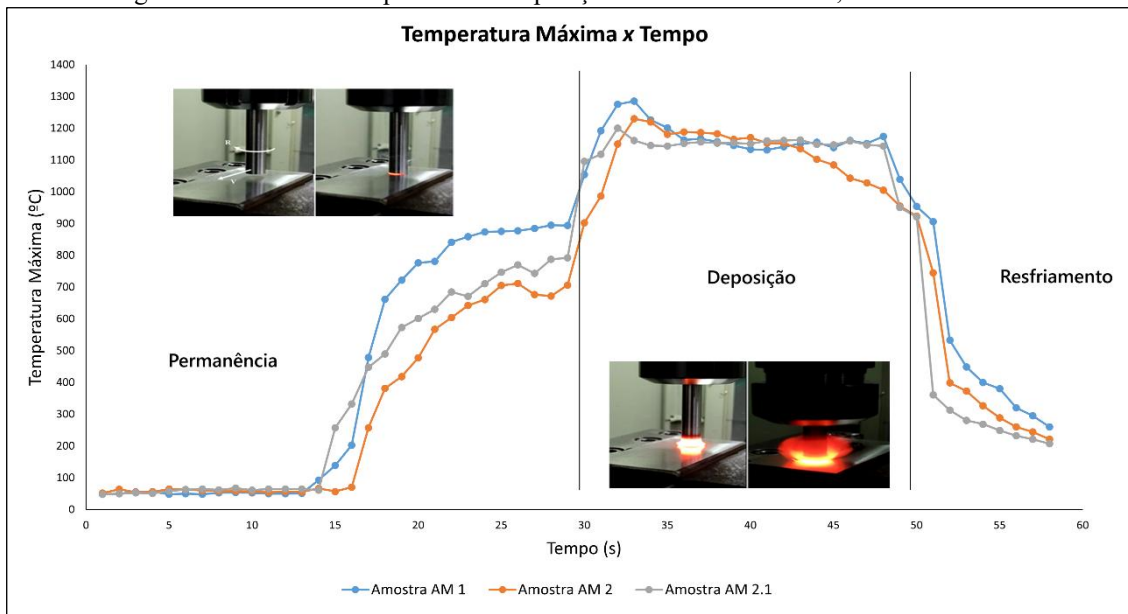 Temperatura Máxima x Tempo
Temperatura Máxima (ºC)
1400
1300
1200
1100
1000
900
800
700
600
500
400
300
200
100
0
Permanência
Deposição
Resfriamento
0 5 10 15 20 25 30 35 40 45 50 55 60
Tempo (s)
Amostra AM 1 Amostra AM 2 Amostra AM 2.1